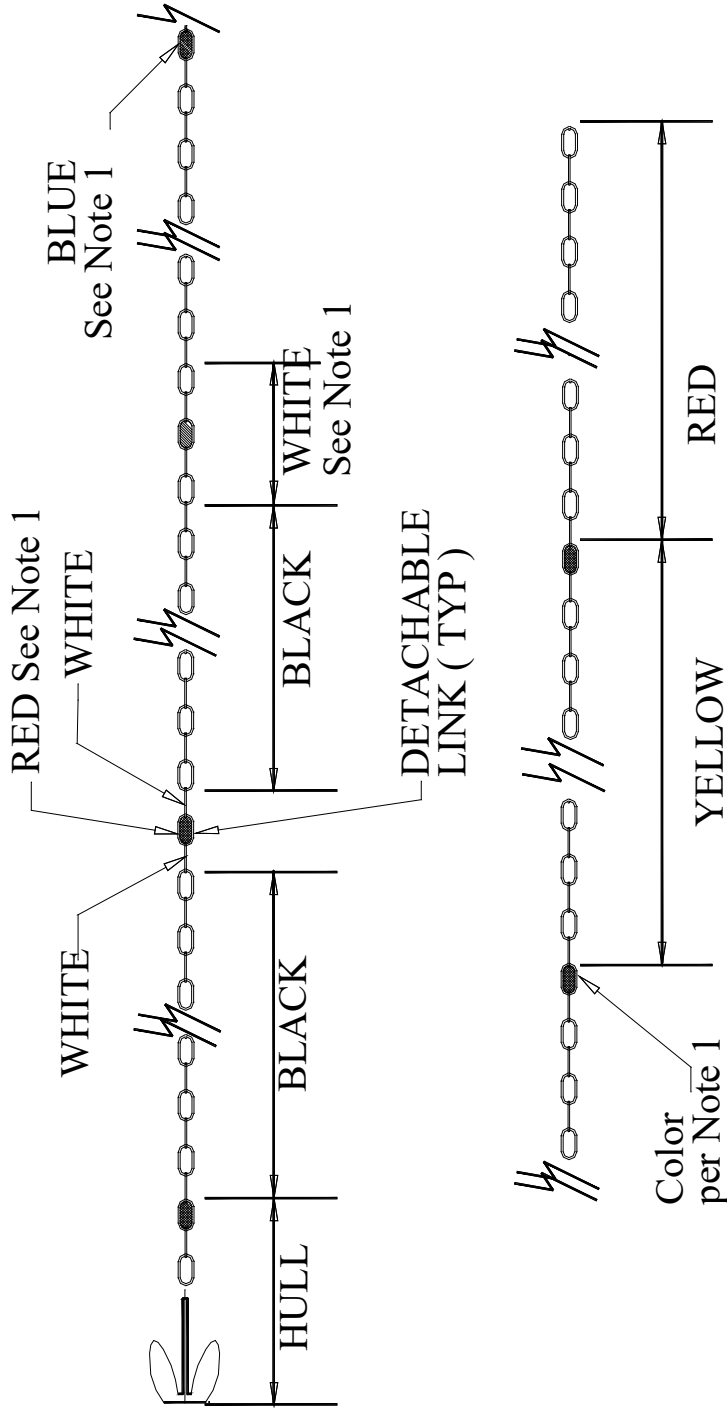 RED See Note 1
WHITE
WHITE
BLUE
See Note 1
HULL
BLACK
BLACK
WHITE
See Note 1
DETACHABLE
LINK ( TYP )
Color
per Note 1
YELLOW
RED